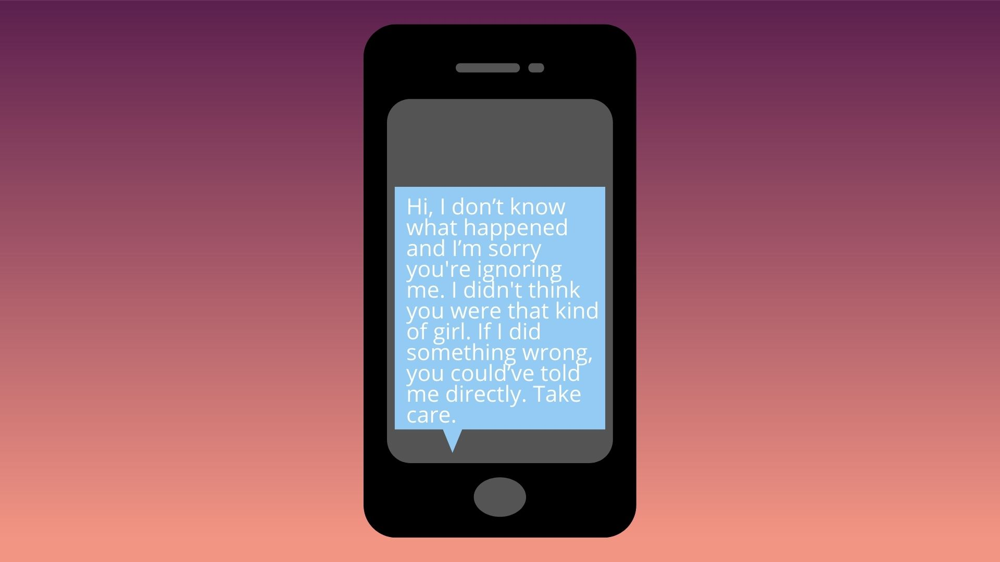 Hi, I don’t know
what happened
and I’m sorry
you're ignoring
me. I didn't think
you were that kind
of girl. If I did
something wrong,
you could’ve told
me directly. Take
care.